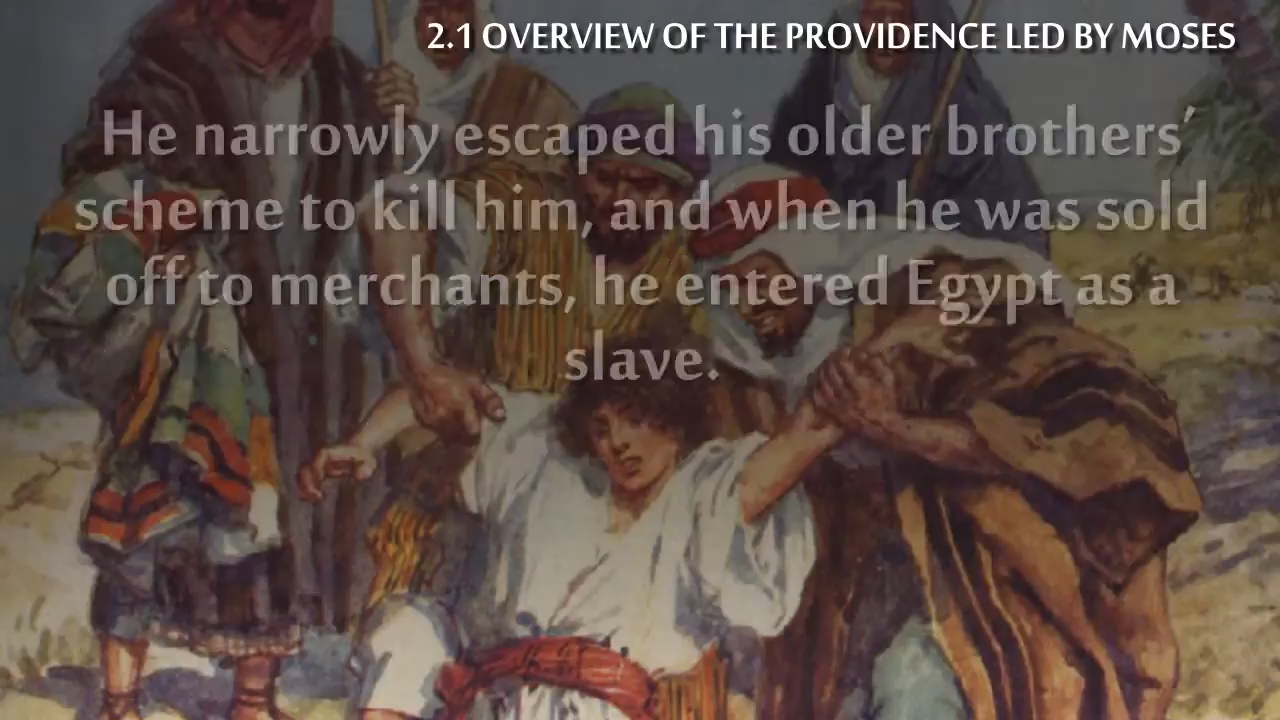 2.1 OVERVIEW OF THE PROVIDENCE LED BY MOSES
He narrowly escaped his older brothers’
scheme to kill him, and when he was sold
off to merchants, he entered Egypt as a
slave.